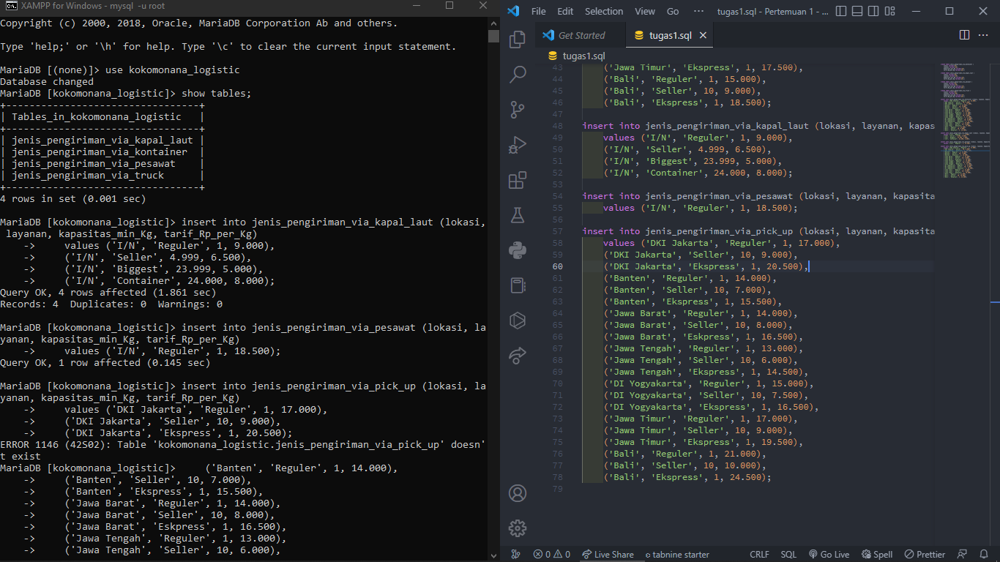 XAMPP for Windows - mysql  -u root
Copyright (c) 2000, 2018, Oracle, MariaDB Corporation Ab and others.
Type 'help;' or '\h' for help. Type '\c' to clear the current input statement.
MariaDB [(none)]> use kokomonana_logistic
Database changed
MariaDB [kokomonana_logistic]> show tables;
+-------------------------------+
| Tables_in_kokomonana_logistic   |
+-------------------------------+
| jenis_pengiriman_via_kapal_laut |
| jenis_pengiriman_via_kontainer  |
| jenis_pengiriman_via_pesawat    |
| jenis_pengiriman_via_truck      |
+-------------------------------+
4 rows in set (0.001 sec)
MariaDB [kokomonana_logistic]> insert into jenis_pengiriman_via_kapal_laut (lokasi,
 layanan, kapasitas_min_Kg, tarif_Rp_per_Kg)
    ->     values ('I/N', 'Reguler', 1, 9.000),
    ->     ('I/N', 'Seller', 4.999, 6.500),
    ->     ('I/N', 'Biggest', 23.999, 5.000),
    ->     ('I/N', 'Container', 24.000, 8.000);
Query OK, 4 rows affected (1.861 sec)
Records: 4  Duplicates: 0  Warnings: 0
MariaDB [kokomonana_logistic]> insert into jenis_pengiriman_via_pesawat (lokasi, la
yanan, kapasitas_min_Kg, tarif_Rp_per_Kg)
    ->     values ('I/N', 'Reguler', 1, 18.500);
Query OK, 1 row affected (0.145 sec)
MariaDB [kokomonana_logistic]> insert into jenis_pengiriman_via_pick_up (lokasi, la
yanan, kapasitas_min_Kg, tarif_Rp_per_Kg)
    ->     values ('DKI Jakarta', 'Reguler', 1, 17.000),
    ->     ('DKI Jakarta', 'Seller', 10, 9.000),
    ->     ('DKI Jakarta', 'Ekspress', 1, 20.500);
ERROR 1146 (42S02): Table 'kokomonana_logistic.jenis_pengiriman_via_pick_up' doesn'
t exist
MariaDB [kokomonana_logistic]>     ('Banten', 'Reguler', 1, 14.000),
    ->     ('Banten', 'Seller', 10, 7.000),
    ->     ('Banten', 'Ekspress', 1, 15.500),
    ->     ('Jawa Barat', 'Reguler', 1, 14.000),
    ->     ('Jawa Barat', 'Seller', 10, 8.000),
    ->     ('Jawa Barat', 'Eskpress', 1, 16.500),
    ->     ('Jawa Tengah', 'Reguler', 1, 13.000),
    ->     ('Jawa Tengah', 'Seller', 10, 6.000),
File Edit Selection View Go ··· tugas1.sql - Pertemuan 1 - ...
Get Started tugas1.sql
tugas1.sql
43     ('Jawa Timur', 'Ekspress', 1, 17.500),
44     ('Bali', 'Reguler', 1, 15.000),
45     ('Bali', 'Seller', 10, 9.000),
46     ('Bali', 'Ekspress', 1, 18.500);
47
48 insert into jenis_pengiriman_via_kapal_laut (lokasi, layanan, kapas
49     values ('I/N', 'Reguler', 1, 9.000),
50     ('I/N', 'Seller', 4.999, 6.500),
51     ('I/N', 'Biggest', 23.999, 5.000),
52     ('I/N', 'Container', 24.000, 8.000);
53
54 insert into jenis_pengiriman_via_pesawat (lokasi, layanan, kapasita
55     values ('I/N', 'Reguler', 1, 18.500);
56
57 insert into jenis_pengiriman_via_pick_up (lokasi, layanan, kapasita
58     values ('DKI Jakarta', 'Reguler', 1, 17.000),
59     ('DKI Jakarta', 'Seller', 10, 9.000),
60     ('DKI Jakarta', 'Ekspress', 1, 20.500),
61     ('Banten', 'Reguler', 1, 14.000),
62     ('Banten', 'Seller', 10, 7.000),
63     ('Banten', 'Ekspress', 1, 15.500),
64     ('Jawa Barat', 'Reguler', 1, 14.000),
65     ('Jawa Barat', 'Seller', 10, 8.000),
66     ('Jawa Barat', 'Eskpress', 1, 16.500),
67     ('Jawa Tengah', 'Reguler', 1, 13.000),
68     ('Jawa Tengah', 'Seller', 10, 6.000),
69     ('Jawa Tengah', 'Ekspress', 1, 14.500),
70     ('DI Yogyakarta', 'Reguler', 1, 15.000),
71     ('DI Yogyakarta', 'Seller', 10, 7.500),
72     ('DI Yogyakarta', 'Ekspress', 1, 16.500),
73     ('Jawa Timur', 'Reguler', 1, 17.000),
74     ('Jawa Timur', 'Seller', 10, 9.000),
75     ('Jawa Timur', 'Ekspress', 1, 19.500),
76     ('Bali', 'Reguler', 1, 21.000),
77     ('Bali', 'Seller', 10, 10.000),
78     ('Bali', 'Ekspress', 1, 24.500);
79
0 0 Live Share tabnine starter CRLF SQL Go Live Spell Prettier